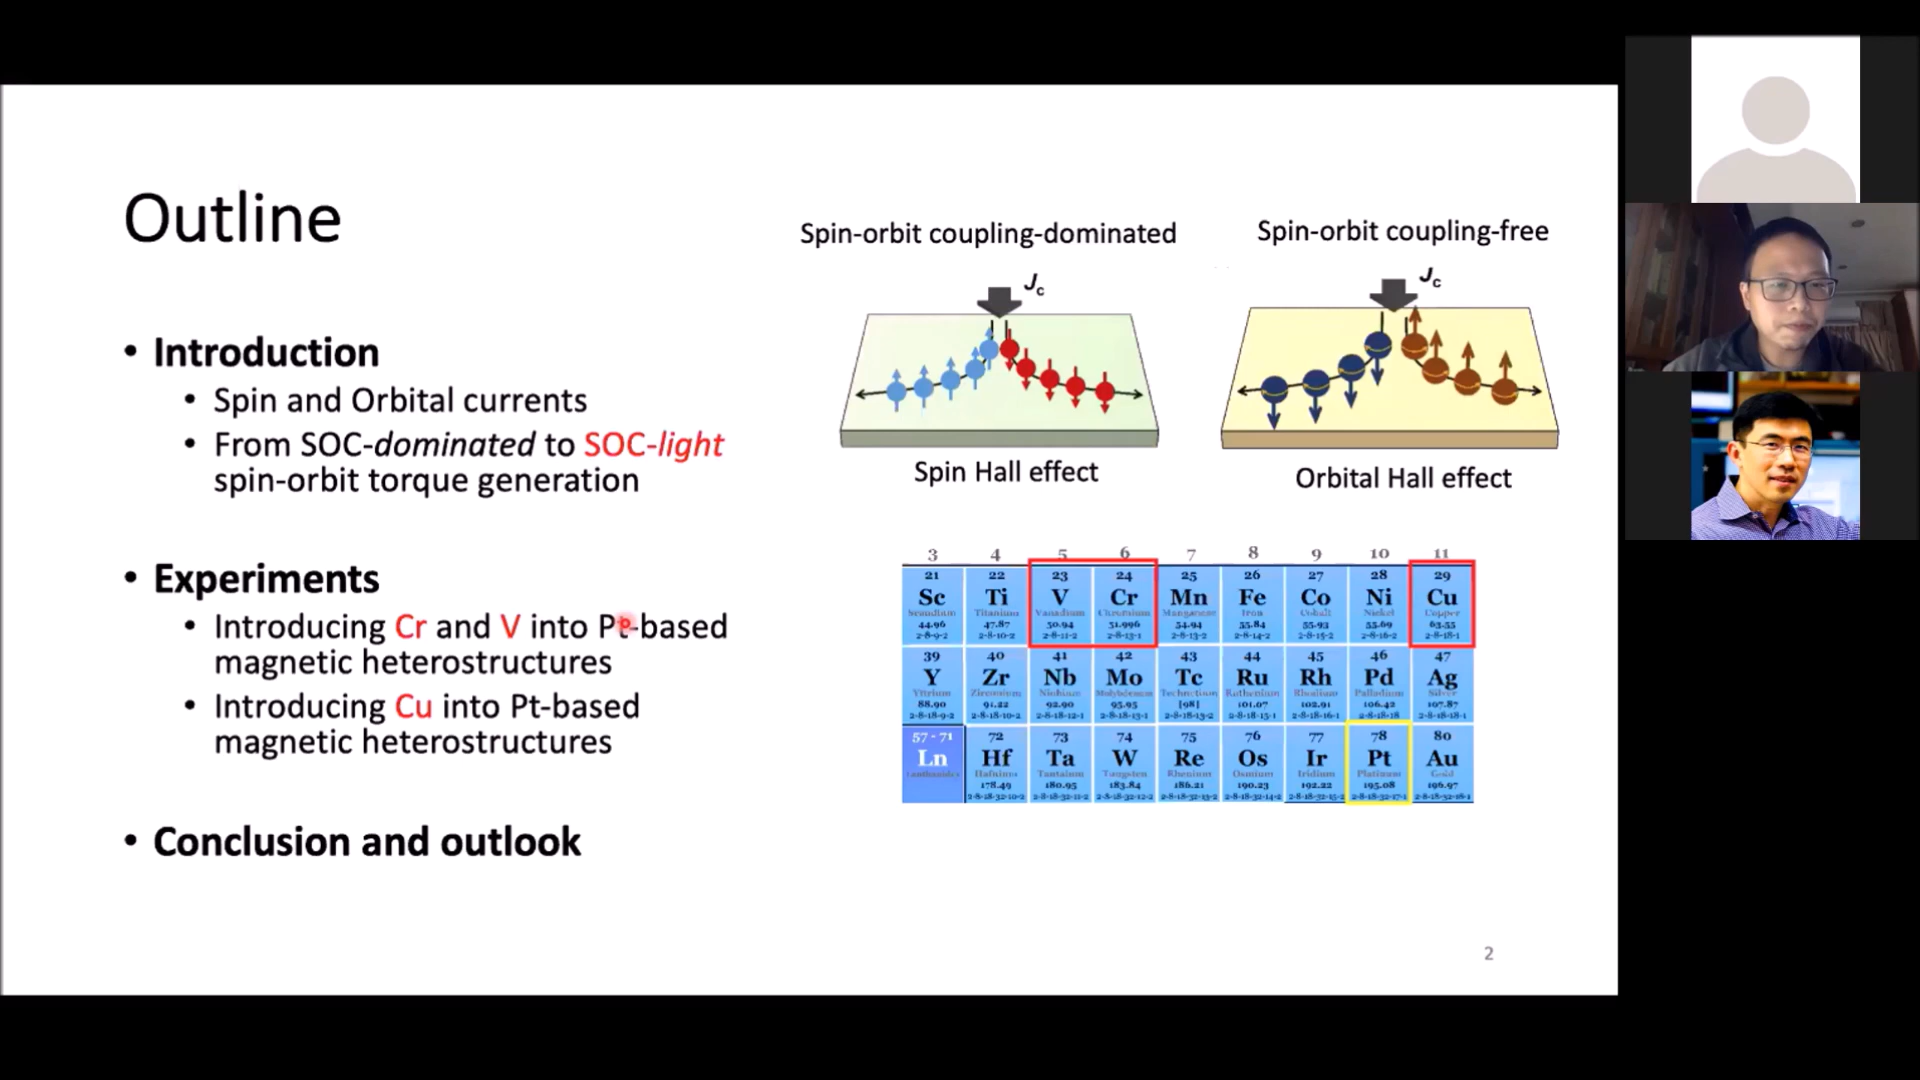 Outline
• Introduction
• Spin and Orbital currents
• From SOC-dominated to SOC-light
spin-orbit torque generation
• Experiments
• Introducing Cr and V into Pt-based
magnetic heterostructures
• Introducing Cu into Pt-based
magnetic heterostructures
• Conclusion and outlook
Spin-orbit coupling-dominated
Jc
Spin Hall effect
Spin-orbit coupling-free
Jc
Orbital Hall effect
3 4 5 6 7 8 9 10 11
21 22 23 24 25 26 27 28 29
Sc Ti V Cr Mn Fe Co Ni Cu
Scandium Titanium Vanadium Chromium Manganese Iron Cobalt Nickel Copper
44.96 47.87 50.94 51.996 54.94 55.84 55.93 55.69 63.55
2-8-9-2 2-8-10-2 2-8-11-2 2-8-13-1 2-8-13-2 2-8-14-2 2-8-15-2 2-8-16-2 2-8-18-1
39 40 41 42 43 44 45 46 47
Y Zr Nb Mo Tc Ru Rh Pd Ag
Yttrium Zirconium Niobium Molybdenum Technetium Ruthenium Rhodium Palladium Silver
88.90 91.22 92.90 95.95 [98] 101.07 102.91 106.42 107.87
2-8-18-9-2 2-8-18-10-2 2-8-18-12-1 2-8-18-13-1 2-8-18-13-2 2-8-18-15-1 2-8-18-16-1 2-8-18-18 2-8-18-18-1
57 - 71 72 73 74 75 76 77 78 80
Ln Hf Ta W Re Os Ir Pt Au
Lanthanides Hafnium Tantalum Tungsten Rhenium Osmium Iridium Platinum Gold
178.49 180.95 183.84 186.21 190.23 192.22 195.08 196.97
2-8-18-32-10-2 2-8-18-32-11-2 2-8-18-32-12-2 2-8-18-32-13-2 2-8-18-32-14-2 2-8-18-32-15-2 2-8-18-32-17-1 2-8-18-32-18-1
2